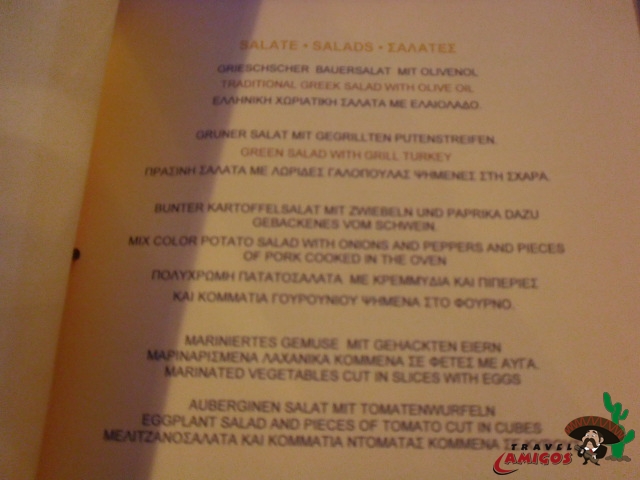 SALATE • SALADS • ΣΑΛΑΤΕΣ
GRIESCHSCHER BAUERSALAT MIT OLIVENOL
TRADITIONAL GREEK SALAD WITH OLIVE OIL
ΕΛΛΗΝΙΚΗ ΧΩΡΙΑΤΙΚΗ ΣΑΛΑΤΑ ΜΕ ΕΛΑΙΟΛΑΔΟ.
GRUNER SALAT MIT GEGRILLTEN PUTENSTREIFEN.
GREEN SALAD WITH GRILL TURKEY
ΠΡΑΣΙΝΗ ΣΑΛΑΤΑ ΜΕ ΛΩΡΙΔΕΣ ΓΑΛΟΠΟΥΛΑΣ ΨΗΜΕΝΕΣ ΣΤΗ ΣΧΑΡΑ.
BUNTER KARTOFFELSALAT MIT ZWIEBELN UND PAPRIKA DAZU
GEBACKENES VOM SCHWEIN.
MIX COLOR POTATO SALAD WITH ONIONS AND PEPPERS AND PIECES
OF PORK COOKED IN THE OVEN
ΠΟΛΥΧΡΩΜΗ ΠΑΤΑΤΟΣΑΛΑΤΑ ΜΕ ΚΡΕΜΜΥΔΙΑ ΚΑΙ ΠΙΠΕΡΙΕΣ
ΚΑΙ ΚΟΜΜΑΤΙΑ ΓΟΥΡΟΥΝΙΟΥ ΨΗΜΕΝΑ ΣΤΟ ΦΟΥΡΝΟ.
MARINIERTES GEMUSE MIT GEHACKTEN EIERN
ΜΑΡΙΝΑΡΙΣΜΕΝΑ ΛΑΧΑΝΙΚΑ ΚΟΜΜΕΝΑ ΣΕ ΦΕΤΕΣ ΜΕ ΑΥΓΑ.
MARINATED VEGETABLES CUT IN SLICES WITH EGGS
AUBERGINEN SALAT MIT TOMATENWURFELN
EGGPLANT SALAD AND PIECES OF TOMATO CUT IN CUBES
ΜΕΛΙΤΖΑΝΟΣΑΛΑΤΑ ΚΑΙ ΚΟΜΜΑΤΙΑ ΝΤΟΜΑΤΑΣ ΚΟΜΜΕΝΑ
TRAVEL
AMIGOS